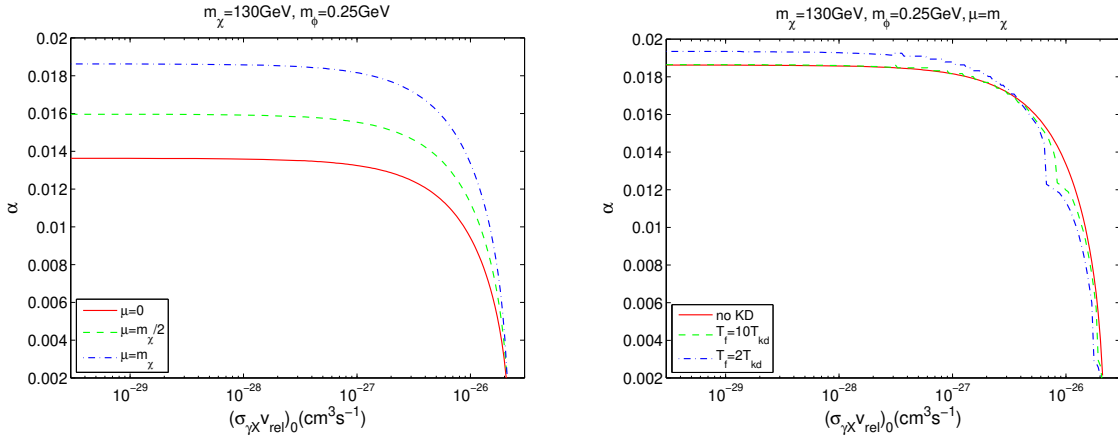 m_χ=130GeV, m_ϕ=0.25GeV
0.02
0.018
0.016
0.014
0.012
0.01
0.008
0.006
0.004
0.002
α
μ=0
μ=m_χ/2
μ=m_χ
10^−29
10^−28
10^−27
10^−26
(σ_γX v_rel)_0(cm^3s^−1)
m_χ=130GeV, m_ϕ=0.25GeV, μ=m_χ
0.02
0.018
0.016
0.014
0.012
0.01
0.008
0.006
0.004
0.002
α
no KD
T_f=10T_kd
T_f=2T_kd
10^−29
10^−28
10^−27
10^−26
(σ_γX v_rel)_0(cm^3s^−1)